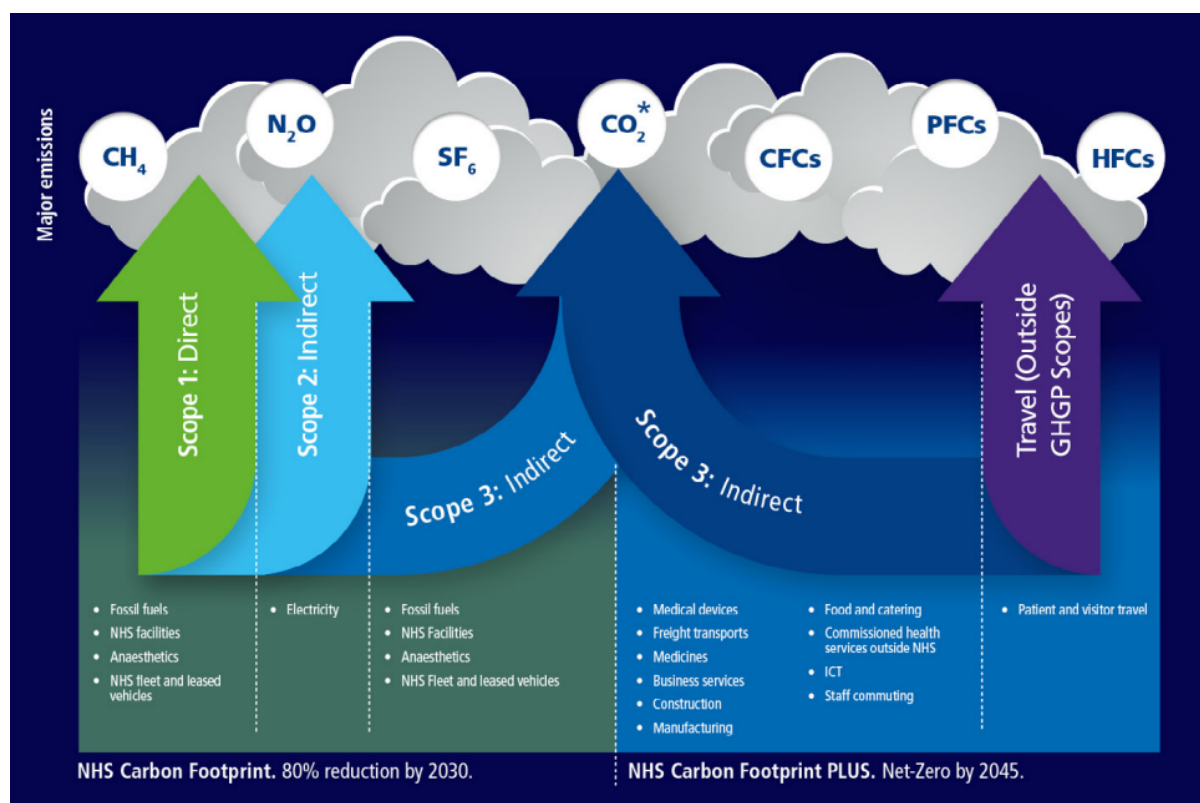 Major emissions
CH4
N2O
SF6
CO2*
CFCs
PFCs
HFCs
Scope 1: Direct
Scope 2: Indirect
Scope 3: Indirect
Scope 3: Indirect
Travel (Outside
GHGP Scopes)
• Fossil fuels
• NHS facilities
• Anaesthetics
• NHS fleet and leased
vehicles
• Electricity
• Fossil fuels
• NHS Facilities
• Anaesthetics
• NHS Fleet and leased vehicles
• Medical devices
• Freight transports
• Medicines
• Business services
• Construction
• Manufacturing
• Food and catering
• Commissioned health
services outside NHS
• ICT
• Staff commuting
• Patient and visitor travel
NHS Carbon Footprint. 80% reduction by 2030.
NHS Carbon Footprint PLUS. Net-Zero by 2045.